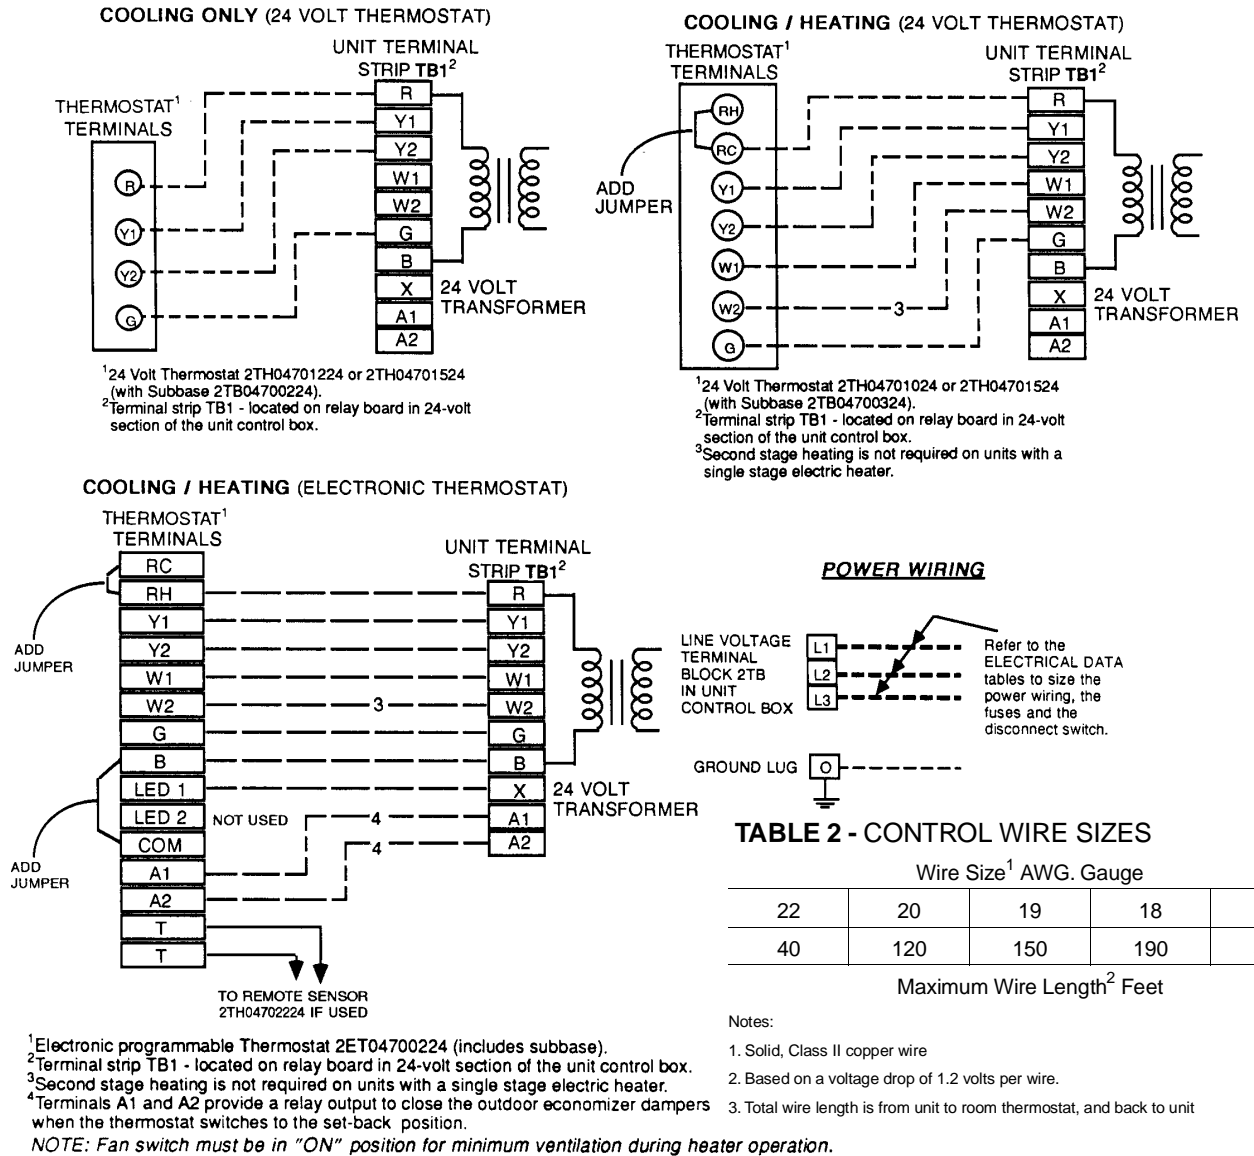 COOLING ONLY (24 VOLT THERMOSTAT)
UNIT TERMINAL
STRIP TB1²
THERMOSTAT¹
TERMINALS
R
Y1
Y2
G
R
Y1
Y2
W1
W2
G
B
X
A1
A2
24 VOLT
TRANSFORMER
¹24 Volt Thermostat 2TH04701224 or 2TH04701524
(with Subbase 2TB04700224).
²Terminal strip TB1 - located on relay board in 24-volt
section of the unit control box.
COOLING / HEATING (24 VOLT THERMOSTAT)
THERMOSTAT¹
TERMINALS
UNIT TERMINAL
STRIP TB1²
RH
RC
Y1
Y2
W1
W2
G
ADD
JUMPER
3
R
Y1
Y2
W1
W2
G
B
X
A1
A2
24 VOLT
TRANSFORMER
¹24 Volt Thermostat 2TH04701024 or 2TH04701524
(with Subbase 2TB04700324).
²Terminal strip TB1 - located on relay board in 24-volt
section of the unit control box.
³Second stage heating is not required on units with a
single stage electric heater.
COOLING / HEATING (ELECTRONIC THERMOSTAT)
THERMOSTAT¹
TERMINALS
UNIT TERMINAL
STRIP TB1²
RC
RH
Y1
Y2
W1
W2
G
B
LED 1
LED 2
COM
A1
A2
T
T
ADD
JUMPER
ADD
JUMPER
3
NOT USED
4
4
R
Y1
Y2
W1
W2
G
B
X
A1
A2
24 VOLT
TRANSFORMER
TO REMOTE SENSOR
2TH04702224 IF USED
¹Electronic programmable Thermostat 2ET04700224 (includes subbase).
²Terminal strip TB1 - located on relay board in 24-volt section of the unit control box.
³Second stage heating is not required on units with a single stage electric heater.
⁴Terminals A1 and A2 provide a relay output to close the outdoor economizer dampers
when the thermostat switches to the set-back position.
NOTE: Fan switch must be in "ON" position for minimum ventilation during heater operation.
POWER WIRING
LINE VOLTAGE
TERMINAL
BLOCK 2TB
IN UNIT
CONTROL BOX
L1
L2
L3
Refer to the
ELECTRICAL DATA
tables to size the
power wiring, the
fuses and the
disconnect switch.
GROUND LUG
O
TABLE 2 - CONTROL WIRE SIZES
Wire Size¹ AWG. Gauge
22 20 19 18
40 120 150 190
Maximum Wire Length² Feet
Notes:
1. Solid, Class II copper wire
2. Based on a voltage drop of 1.2 volts per wire.
3. Total wire length is from unit to room thermostat, and back to unit